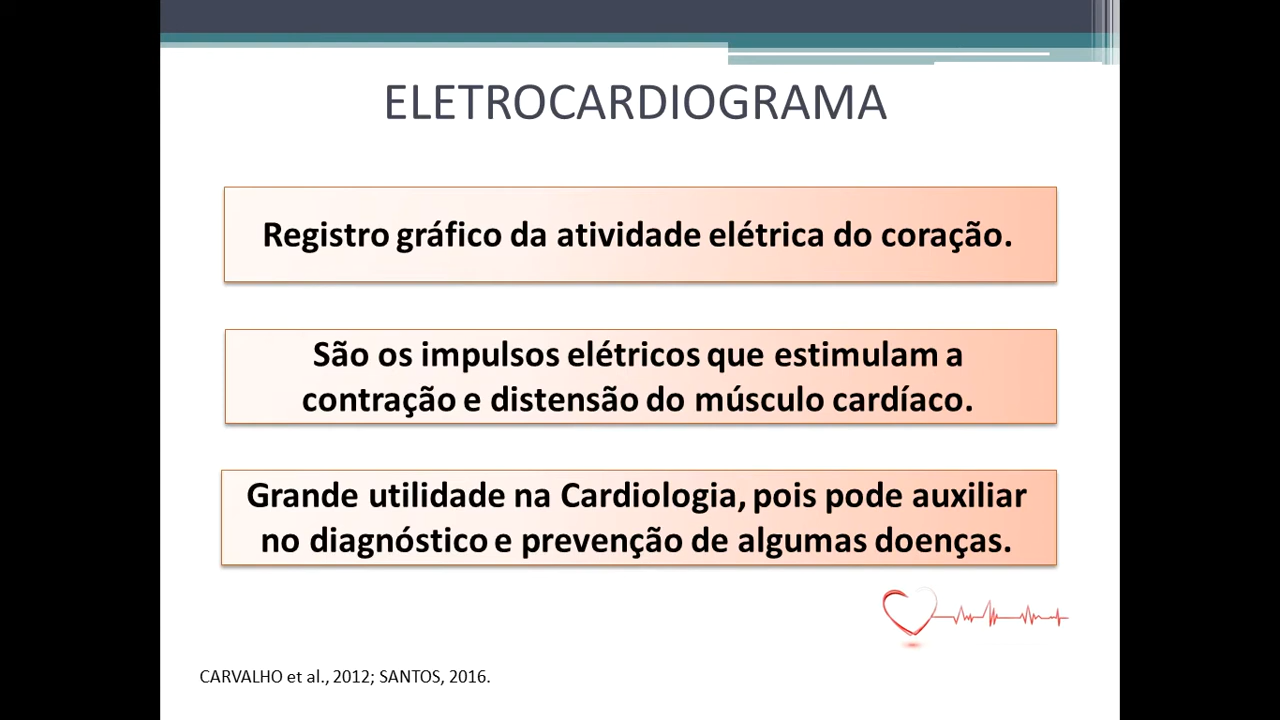 ELETROCARDIOGRAMA
Registro gráfico da atividade elétrica do coração.
São os impulsos elétricos que estimulam a
contração e distensão do músculo cardíaco.
Grande utilidade na Cardiologia, pois pode auxiliar
no diagnóstico e prevenção de algumas doenças.
CARVALHO et al., 2012; SANTOS, 2016.